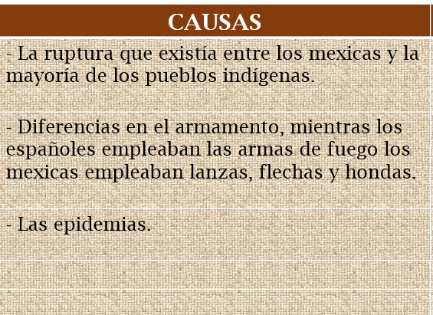 CAUSAS
- La ruptura que existía entre los mexicas y la
mayoría de los pueblos indígenas.
- Diferencias en el armamento, mientras los
españoles empleaban las armas de fuego los
mexicas empleaban lanzas, flechas y hondas.
- Las epidemias.